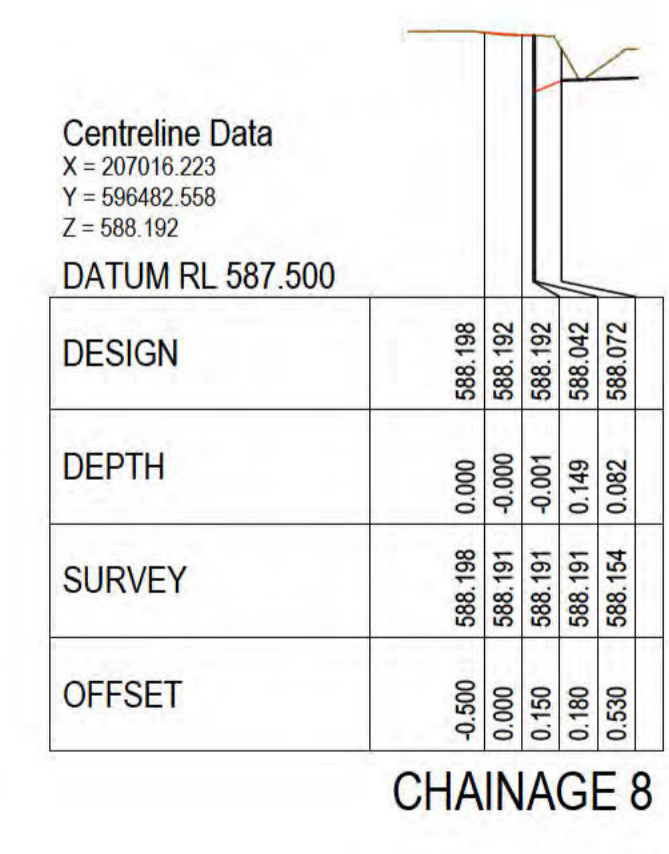 Centreline Data
X = 207016.223
Y = 596482.558
Z = 588.192
DATUM RL 587.500
DESIGN 588.198 588.192 588.192 588.042 588.072
DEPTH 0.000 -0.000 -0.001 0.149 0.082
SURVEY 588.198 588.191 588.191 588.191 588.154
OFFSET -0.500 0.000 0.150 0.180 0.530
CHAINAGE 8